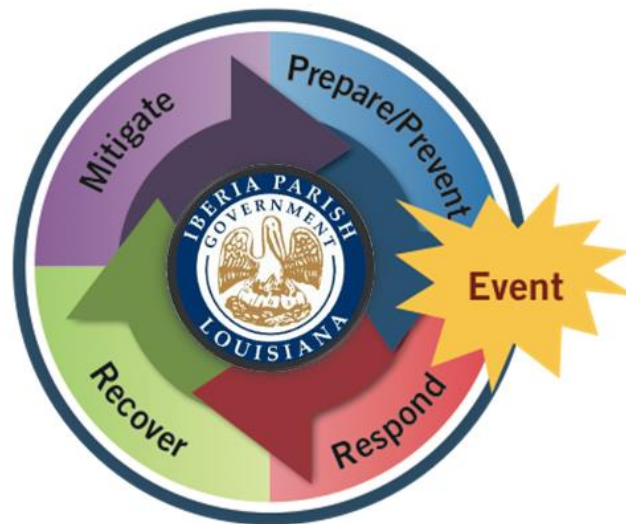 Mitigate
Prepare/Prevent
Event
Respond
Recover
IBERIA PARISH
GOVERNMENT
LOUISIANA